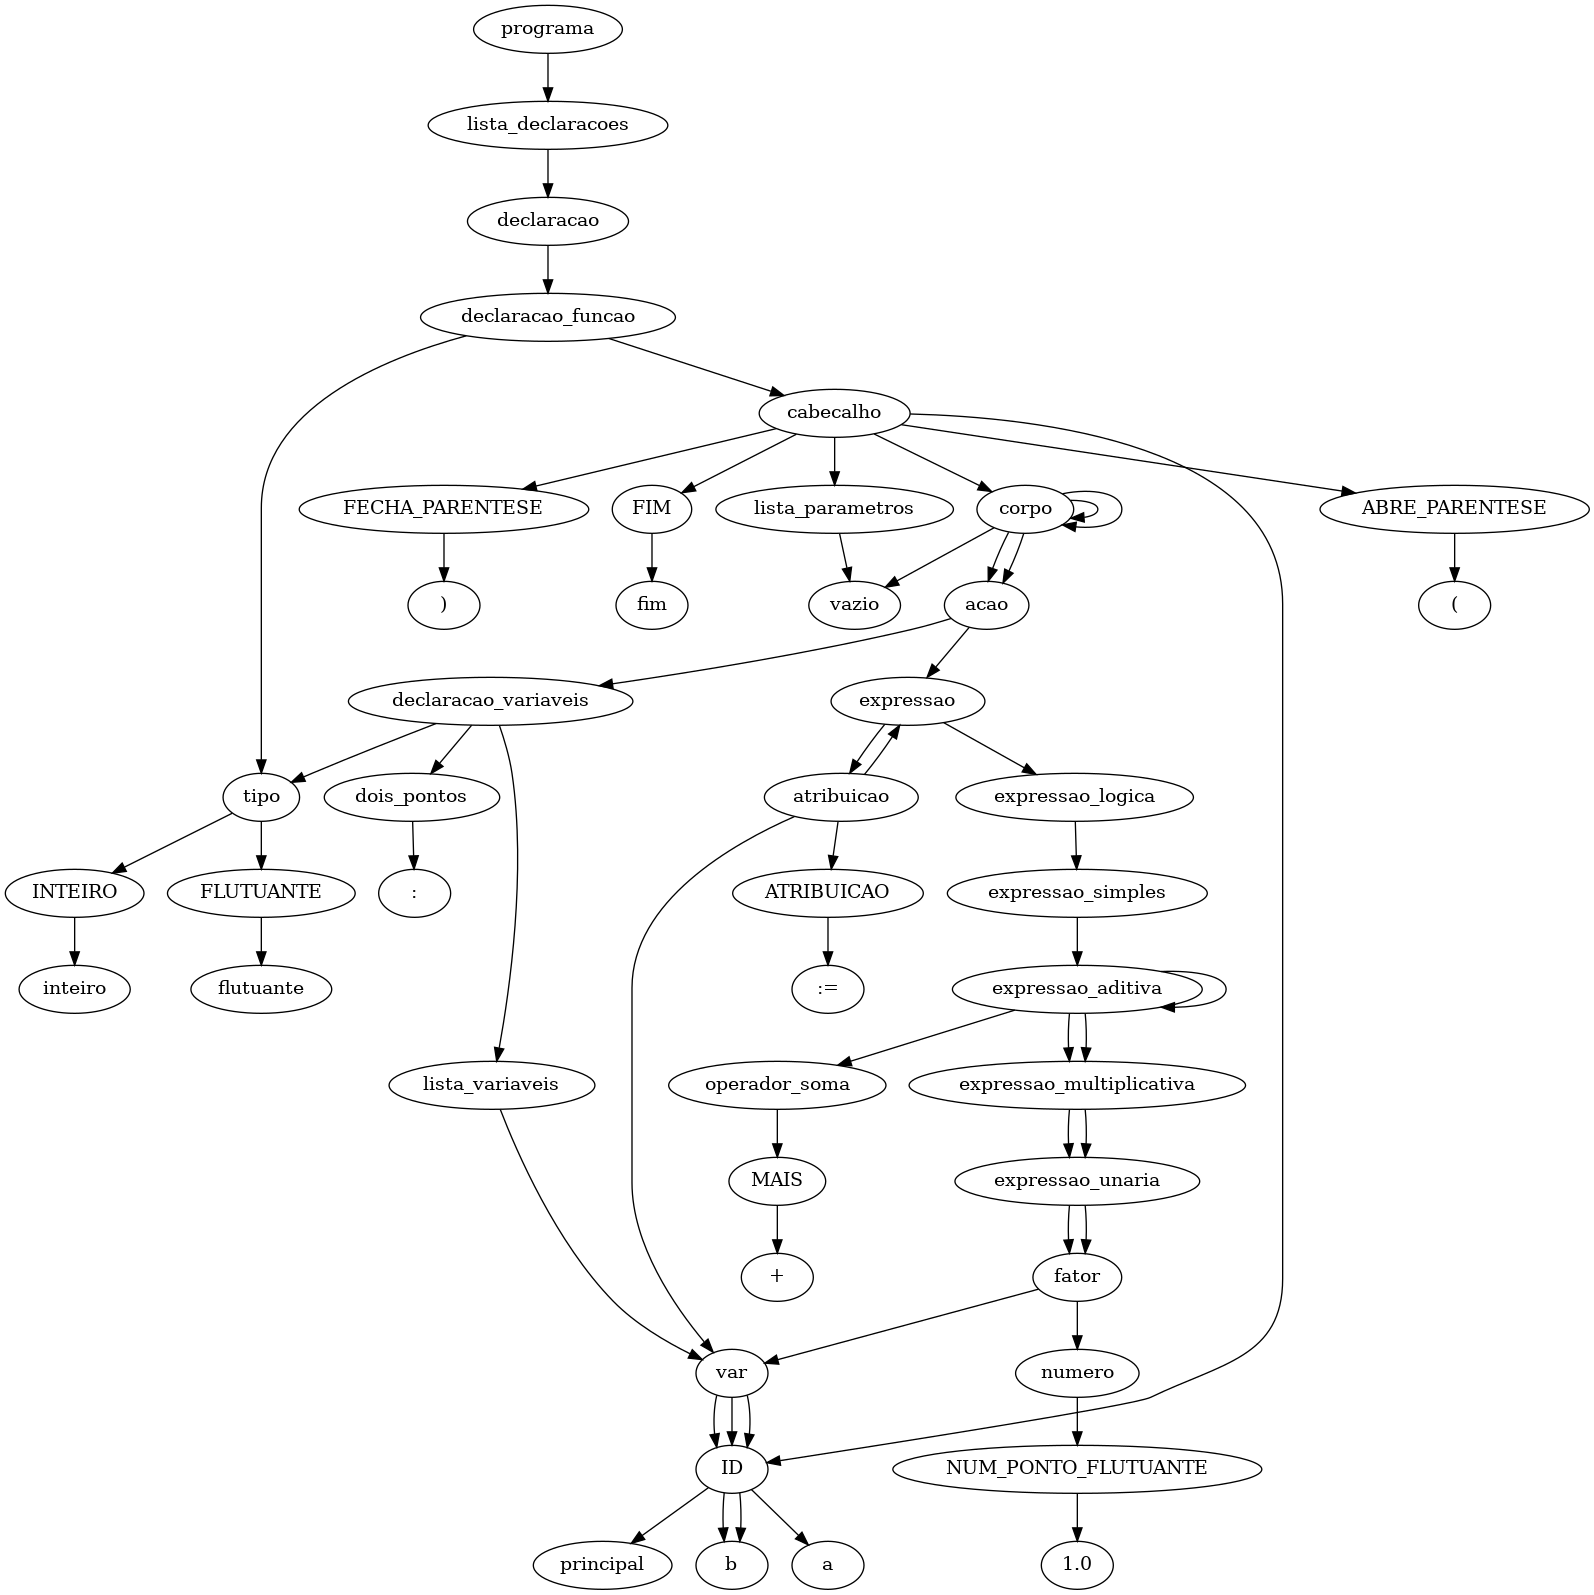 programa
lista_declaracoes
declaracao
declaracao_funcao
cabecalho
FECHA_PARENTESE
FIM
lista_parametros
corpo
ABRE_PARENTESE
)
fim
vazio
acao
(
declaracao_variaveis
expressao
tipo
dois_pontos
atribuicao
expressao_logica
INTEIRO
FLUTUANTE
:
ATRIBUICAO
expressao_simples
inteiro
flutuante
:=
expressao_aditiva
lista_variaveis
operador_soma
expressao_multiplicativa
MAIS
expressao_unaria
+
fator
var
numero
ID
NUM_PONTO_FLUTUANTE
principal
b
a
1.0